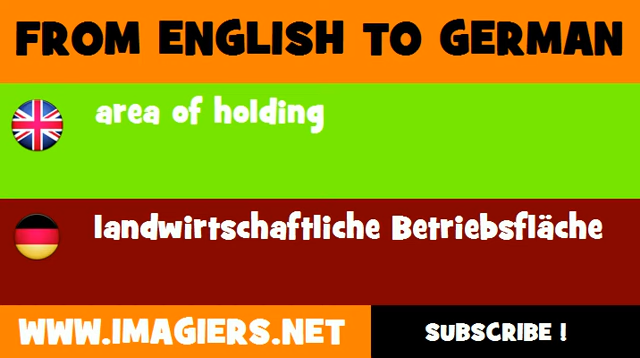 FROM ENGLISH TO GERMAN
area of holding
landwirtschaftliche Betriebsfläche
WWW.IMAGIERS.NET
SUBSCRIBE !